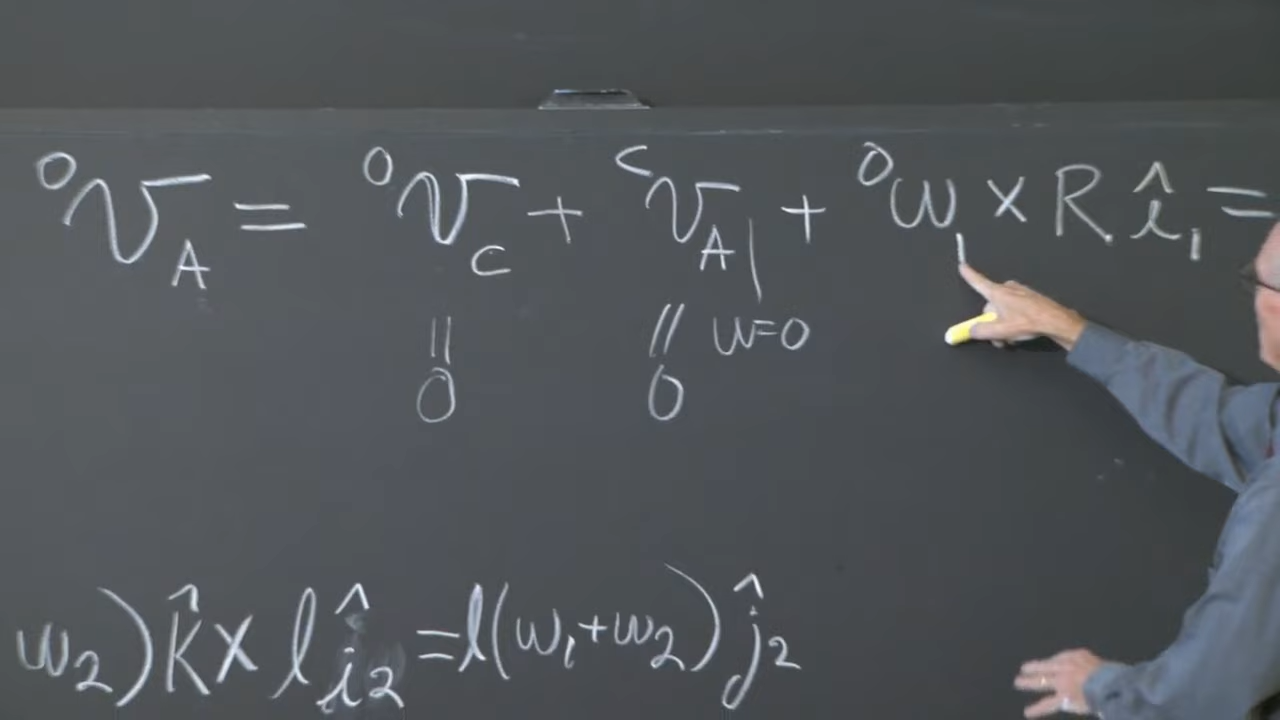 ⁰V_A = ⁰V_C + ᶜV_A| + ⁰ω₁ × R î₁ =
|| || ω=0
0 0
ω₂) k̂ × l î₂ = l(ω₁+ω₂) ĵ₂